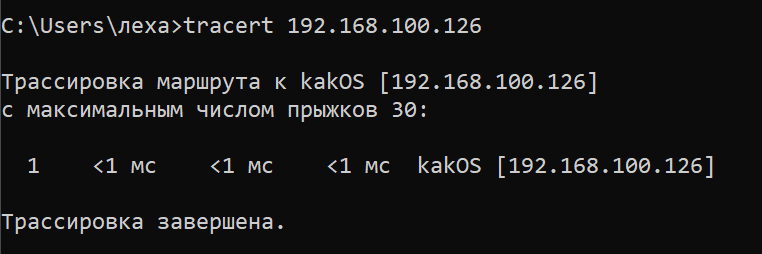 C:\Users\леха>tracert 192.168.100.126
Трассировка маршрута к kakOS [192.168.100.126]
с максимальным числом прыжков 30:
1 <1 мс <1 мс <1 мс kakOS [192.168.100.126]
Трассировка завершена.